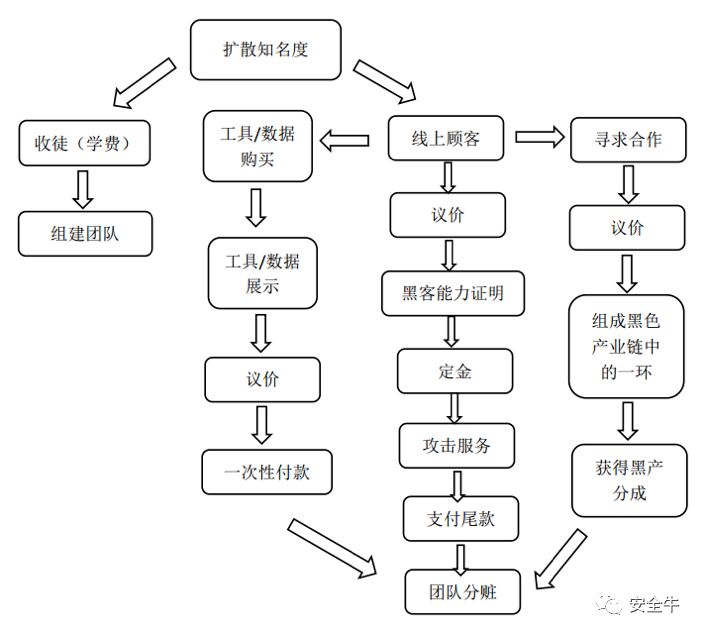 扩散知名度
收徒（学费）
组建团队
工具/数据
购买
工具/数据
展示
议价
一次性付款
线上顾客
议价
黑客能力证明
定金
攻击服务
支付尾款
团队分赃
寻求合作
议价
组成黑色
产业链中
的一环
获得黑产
分成
安全牛